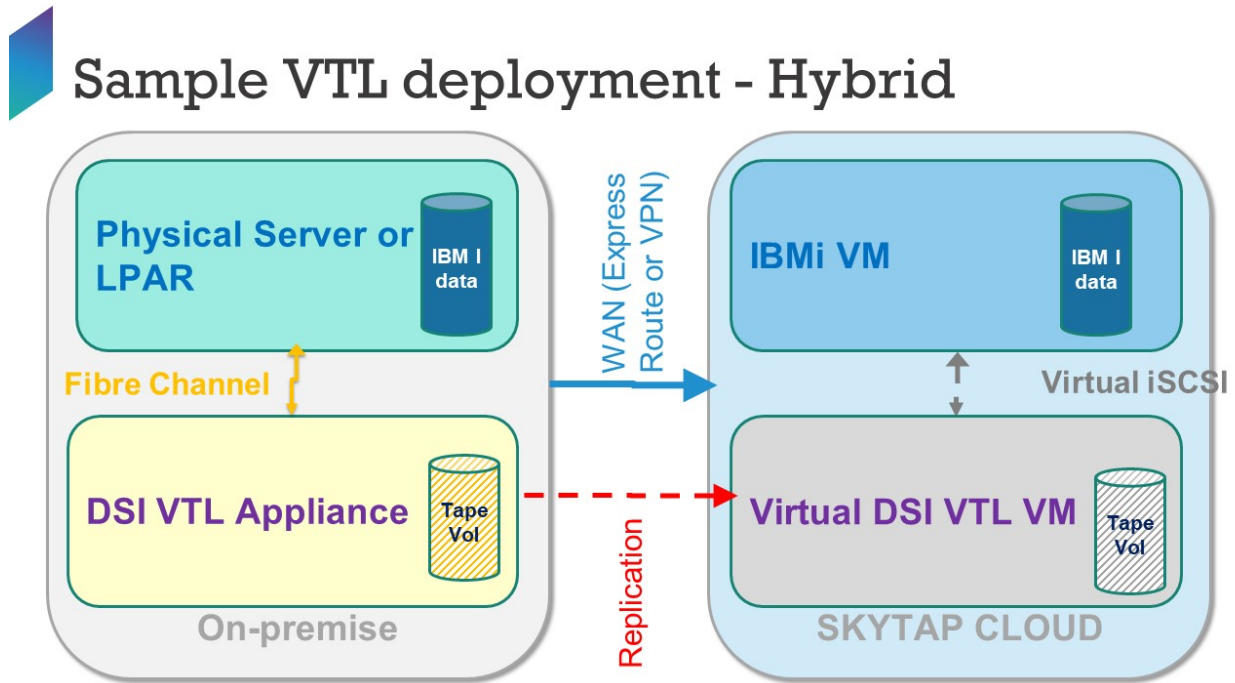 Sample VTL deployment - Hybrid
Physical Server or
LPAR
IBM I
data
Fibre Channel
DSI VTL Appliance
Tape
Vol
On-premise
WAN (Express
Route or VPN)
Replication
IBMi VM
IBM I
data
Virtual iSCSI
Virtual DSI VTL VM
Tape
Vol
SKYTAP CLOUD